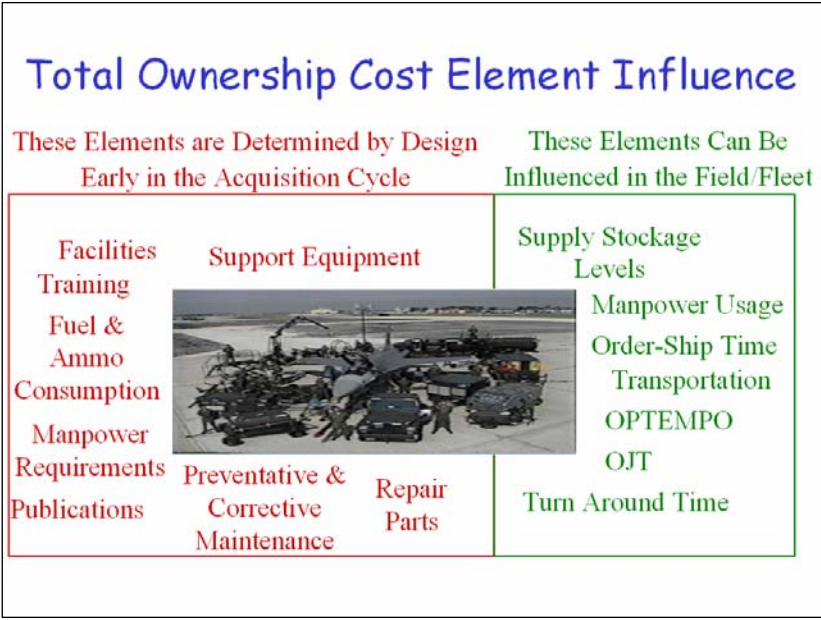 Total Ownership Cost Element Influence
These Elements are Determined by Design
Early in the Acquisition Cycle
These Elements Can Be
Influenced in the Field/Fleet
Facilities
Training
Support Equipment
Fuel &
Ammo
Consumption
Manpower
Requirements
Publications
Preventative &
Corrective
Maintenance
Repair
Parts
Supply Stockage
Levels
Manpower Usage
Order-Ship Time
Transportation
OPTEMPO
OJT
Turn Around Time